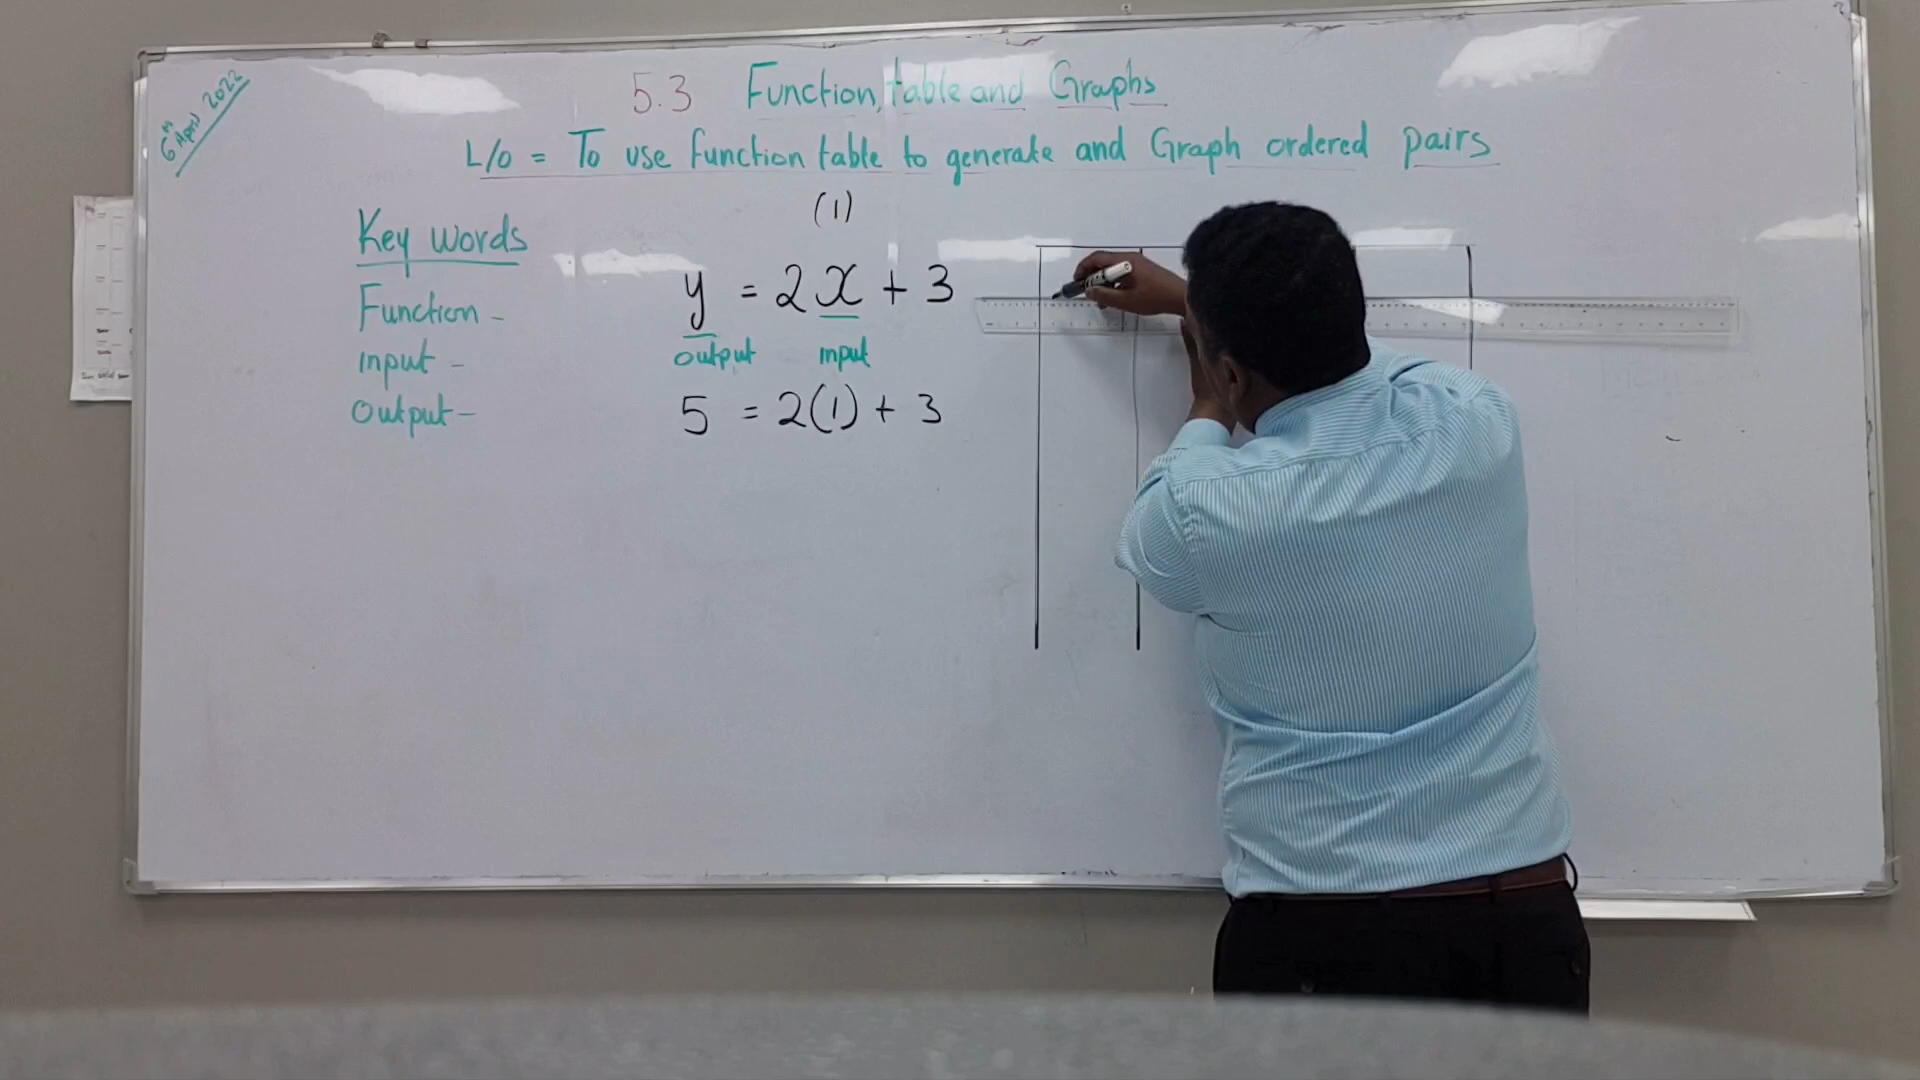 6th April 2022
5.3 Function, table and Graphs
L/o = To use function table to generate and Graph ordered pairs
(1)
Key words
Function -
input -
Output -
y = 2x + 3
output input
5 = 2(1) + 3